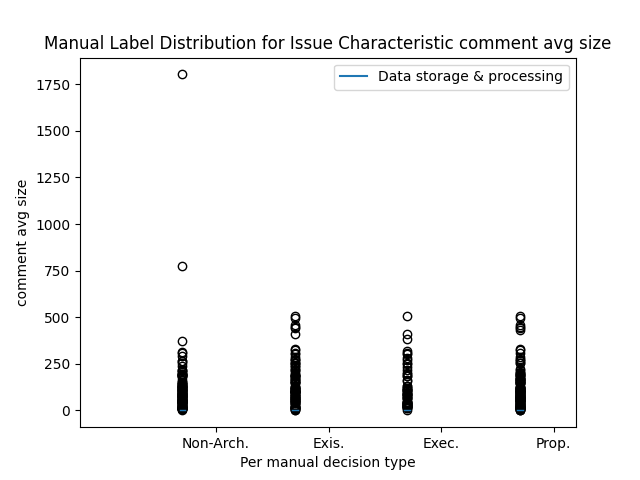 Manual Label Distribution for Issue Characteristic comment avg size
Data storage & processing
1750
1500
1250
1000
750
500
250
0
comment avg size
Non-Arch. Exis. Exec. Prop.
Per manual decision type